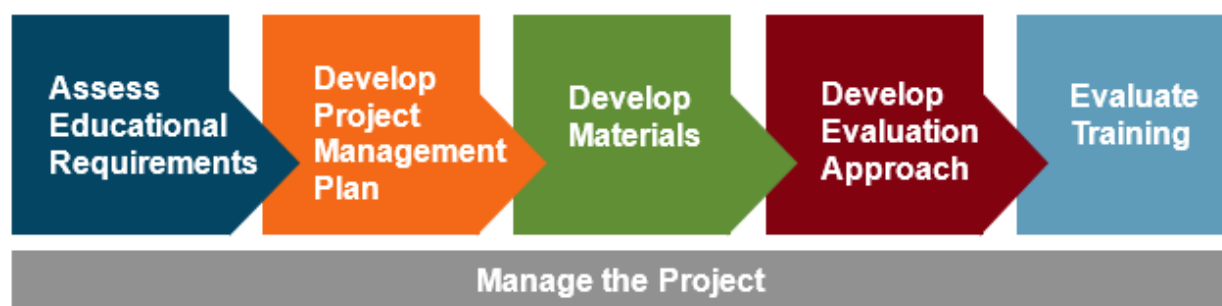 Assess
Educational
Requirements
Develop
Project
Management
Plan
Develop
Materials
Develop
Evaluation
Approach
Evaluate
Training
Manage the Project